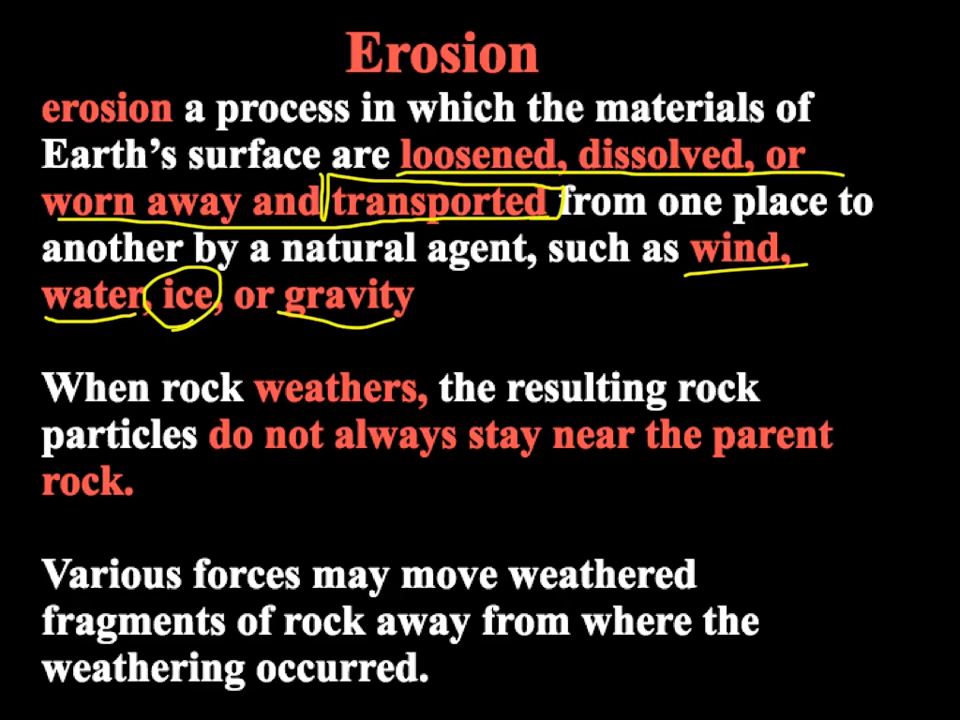 Erosion
erosion a process in which the materials of
Earth’s surface are loosened, dissolved, or
worn away and transported from one place to
another by a natural agent, such as wind,
water, ice, or gravity
When rock weathers, the resulting rock
particles do not always stay near the parent
rock.
Various forces may move weathered
fragments of rock away from where the
weathering occurred.